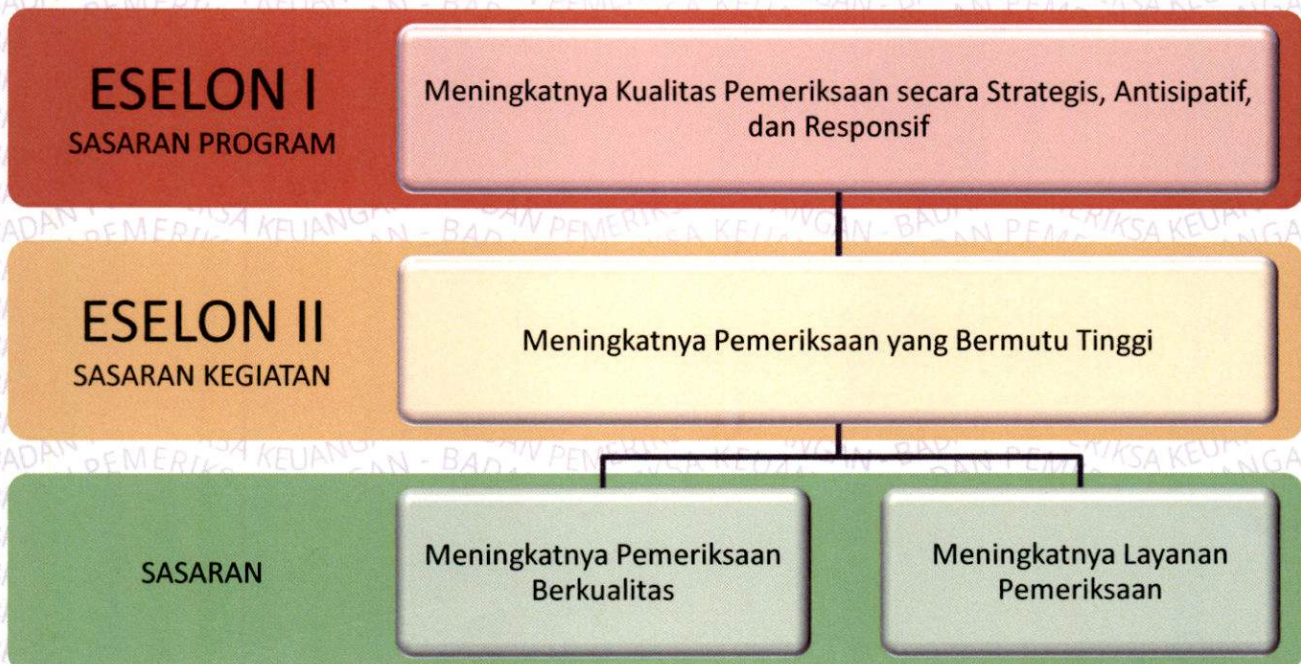 ESELON I
SASARAN PROGRAM
Meningkatnya Kualitas Pemeriksaan secara Strategis, Antisipatif,
dan Responsif
ESELON II
SASARAN KEGIATAN
Meningkatnya Pemeriksaan yang Bermutu Tinggi
SASARAN
Meningkatnya Pemeriksaan
Berkualitas
Meningkatnya Layanan
Pemeriksaan